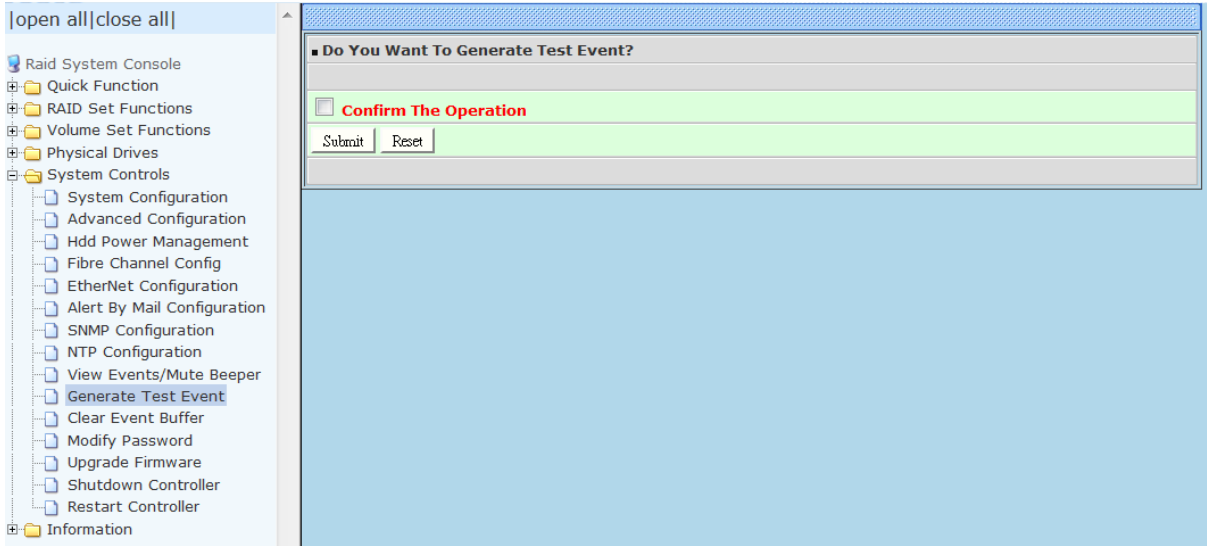 |open all|close all|
Raid System Console
Quick Function
RAID Set Functions
Volume Set Functions
Physical Drives
System Controls
System Configuration
Advanced Configuration
Hdd Power Management
Fibre Channel Config
EtherNet Configuration
Alert By Mail Configuration
SNMP Configuration
NTP Configuration
View Events/Mute Beeper
Generate Test Event
Clear Event Buffer
Modify Password
Upgrade Firmware
Shutdown Controller
Restart Controller
Information
Do You Want To Generate Test Event?
Confirm The Operation
Submit Reset